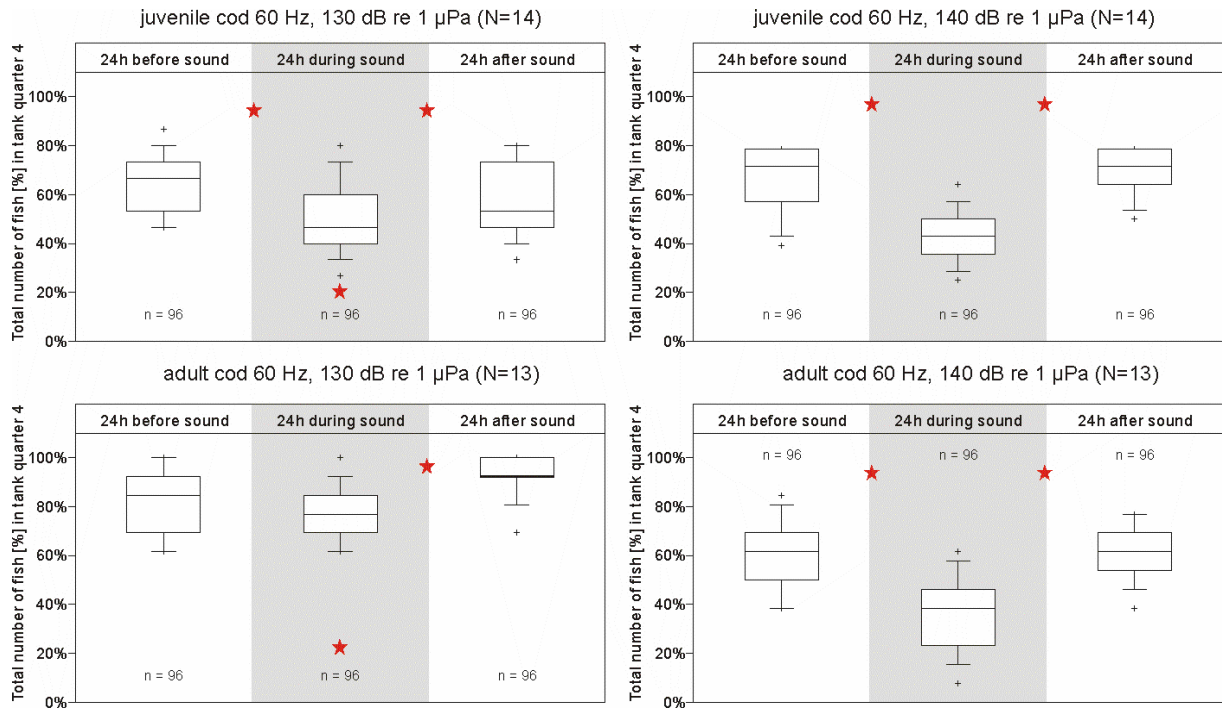 juvenile cod 60 Hz, 130 dB re 1 µPa (N=14)
Total number of fish [%] in tank quarter 4
24h before sound 24h during sound 24h after sound
100%
80%
60%
40%
20%
0%
n = 96 n = 96 n = 96
juvenile cod 60 Hz, 140 dB re 1 µPa (N=14)
Total number of fish [%] in tank quarter 4
24h before sound 24h during sound 24h after sound
100%
80%
60%
40%
20%
0%
n = 96 n = 96 n = 96
adult cod 60 Hz, 130 dB re 1 µPa (N=13)
Total number of fish [%] in tank quarter 4
24h before sound 24h during sound 24h after sound
100%
80%
60%
40%
20%
0%
n = 96 n = 96 n = 96
adult cod 60 Hz, 140 dB re 1 µPa (N=13)
Total number of fish [%] in tank quarter 4
24h before sound 24h during sound 24h after sound
n = 96 n = 96 n = 96
100%
80%
60%
40%
20%
0%